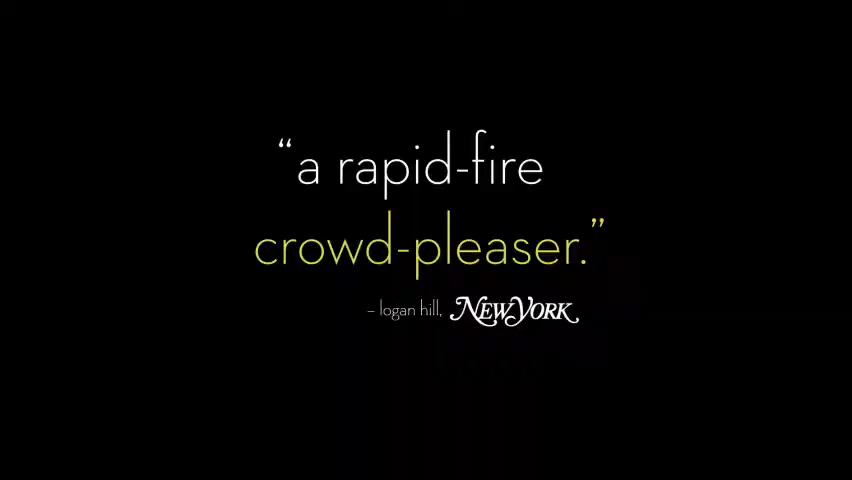 “a rapid-fire
crowd-pleaser.”
– logan hill, NEW YORK